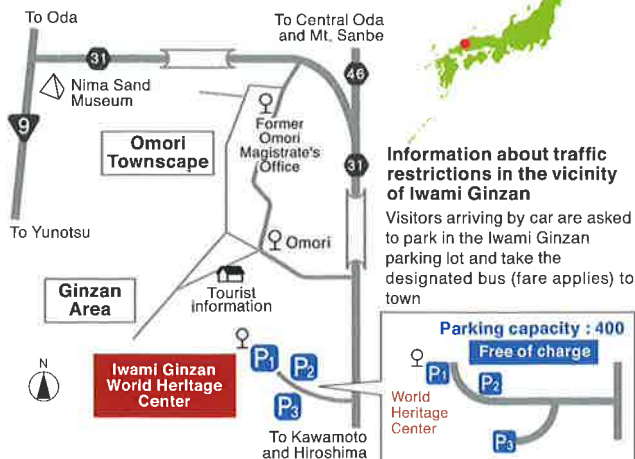 To Oda
To Central Oda
and Mt. Sanbe
31
46
Nima Sand
Museum
9
Former
Omori
Magistrate's
Office
Omori
Townscape
31
Information about traffic
restrictions in the vicinity
of Iwami Ginzan
Visitors arriving by car are asked
to park in the Iwami Ginzan
parking lot and take the
designated bus (fare applies) to
town
To Yunotsu
Omori
Ginzan
Area
Tourist
information
Parking capacity : 400
Free of charge
N
Iwami Ginzan
World Heritage
Center
P1
P2
P3
P1
P2
World
Heritage
Center
P3
To Kawamoto
and Hiroshima